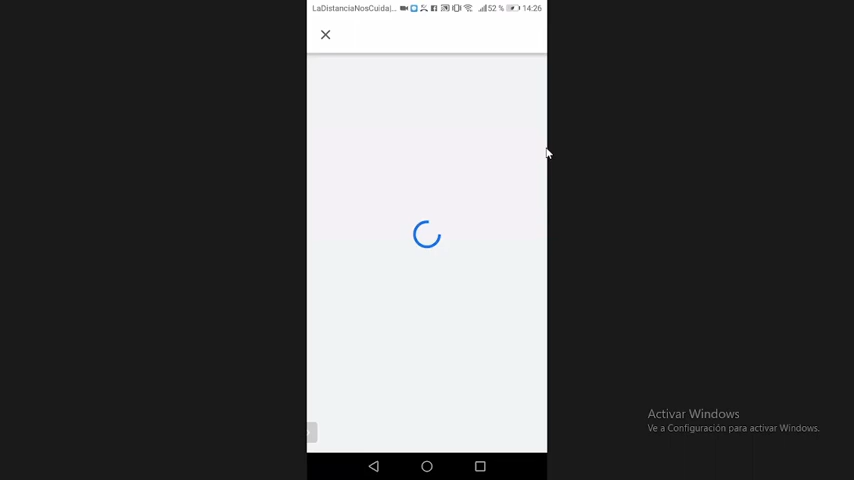 LaDistanciaNosCuida|... 52 % 14:26
Activar Windows
Ve a Configuración para activar Windows.